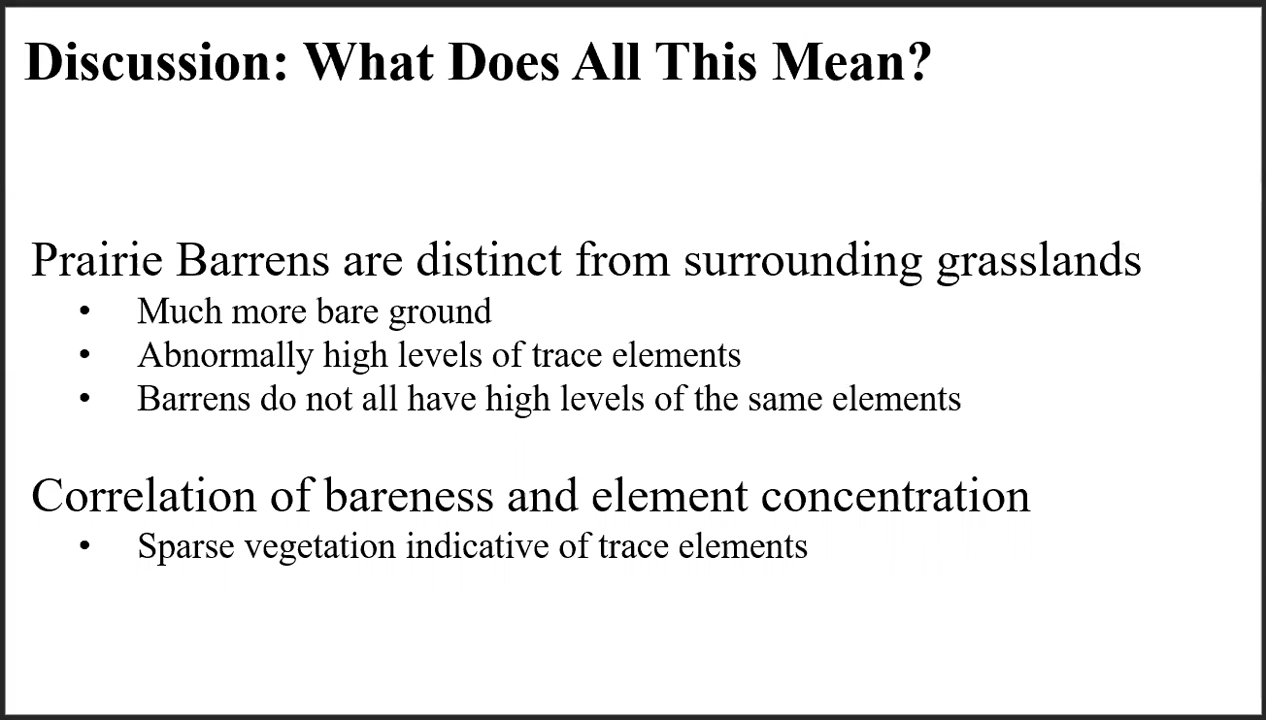 Discussion: What Does All This Mean?
Prairie Barrens are distinct from surrounding grasslands
• Much more bare ground
• Abnormally high levels of trace elements
• Barrens do not all have high levels of the same elements
Correlation of bareness and element concentration
• Sparse vegetation indicative of trace elements